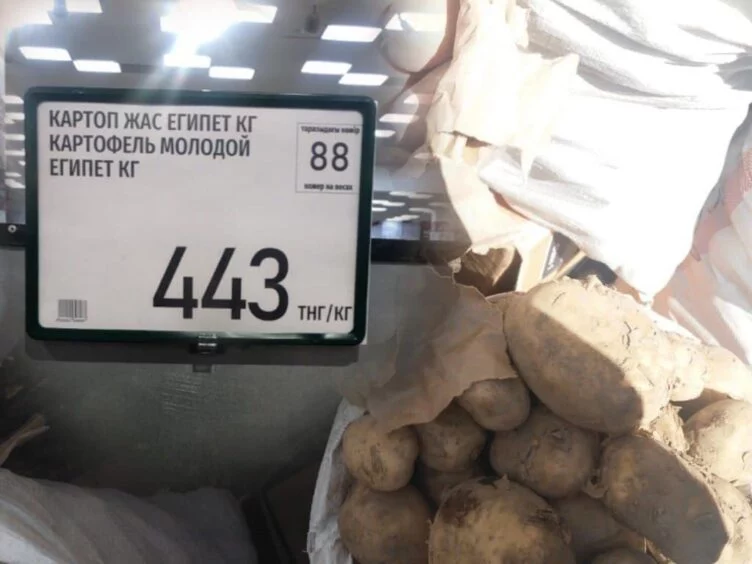 КАРТОП ЖАС ЕГИПЕТ КГ
КАРТОФЕЛЬ МОЛОДОЙ
ЕГИПЕТ КГ
таразыдағы нөмір
88
номер на весах
443 ТНГ/КГ